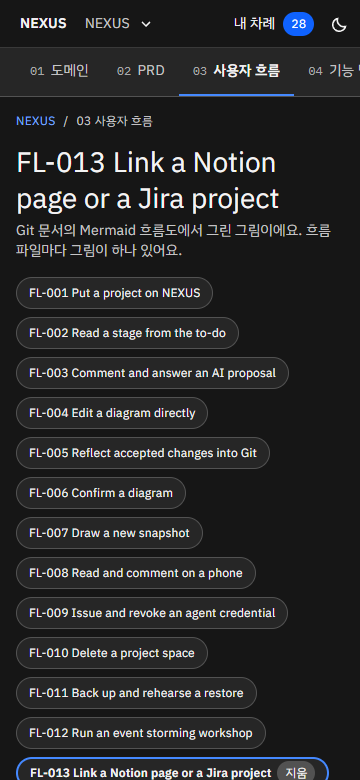 NEXUS NEXUS 내 차례 28
01 도메인 02 PRD 03 사용자 흐름 04 기능
NEXUS / 03 사용자 흐름
FL-013 Link a Notion
page or a Jira project
Git 문서의 Mermaid 흐름도에서 그린 그림이에요. 흐름
파일마다 그림이 하나 있어요.
FL-001 Put a project on NEXUS
FL-002 Read a stage from the to-do
FL-003 Comment and answer an AI proposal
FL-004 Edit a diagram directly
FL-005 Reflect accepted changes into Git
FL-006 Confirm a diagram
FL-007 Draw a new snapshot
FL-008 Read and comment on a phone
FL-009 Issue and revoke an agent credential
FL-010 Delete a project space
FL-011 Back up and rehearse a restore
FL-012 Run an event storming workshop
FL-013 Link a Notion page or a Jira project 지움